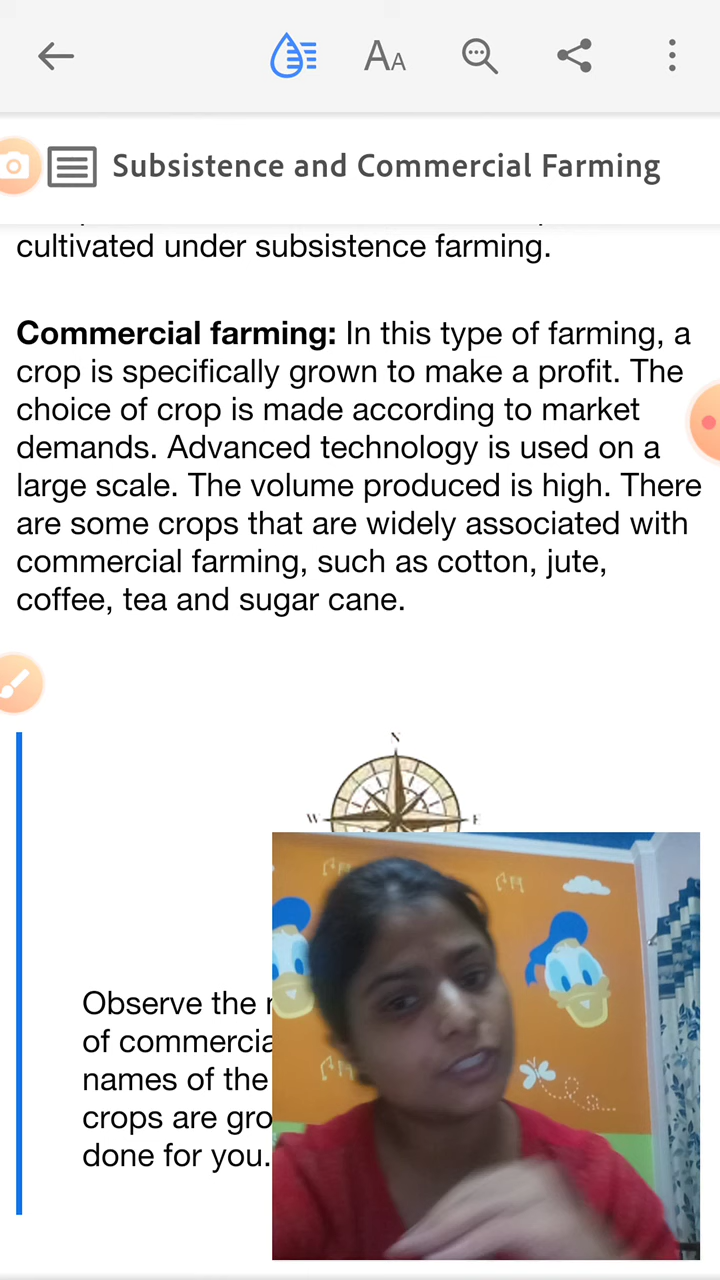 AA
Subsistence and Commercial Farming
cultivated under subsistence farming.
Commercial farming: In this type of farming, a
crop is specifically grown to make a profit. The
choice of crop is made according to market
demands. Advanced technology is used on a
large scale. The volume produced is high. There
are some crops that are widely associated with
commercial farming, such as cotton, jute,
coffee, tea and sugar cane.
N
W
E
Observe the
of commercia
names of the
crops are gro
done for you.